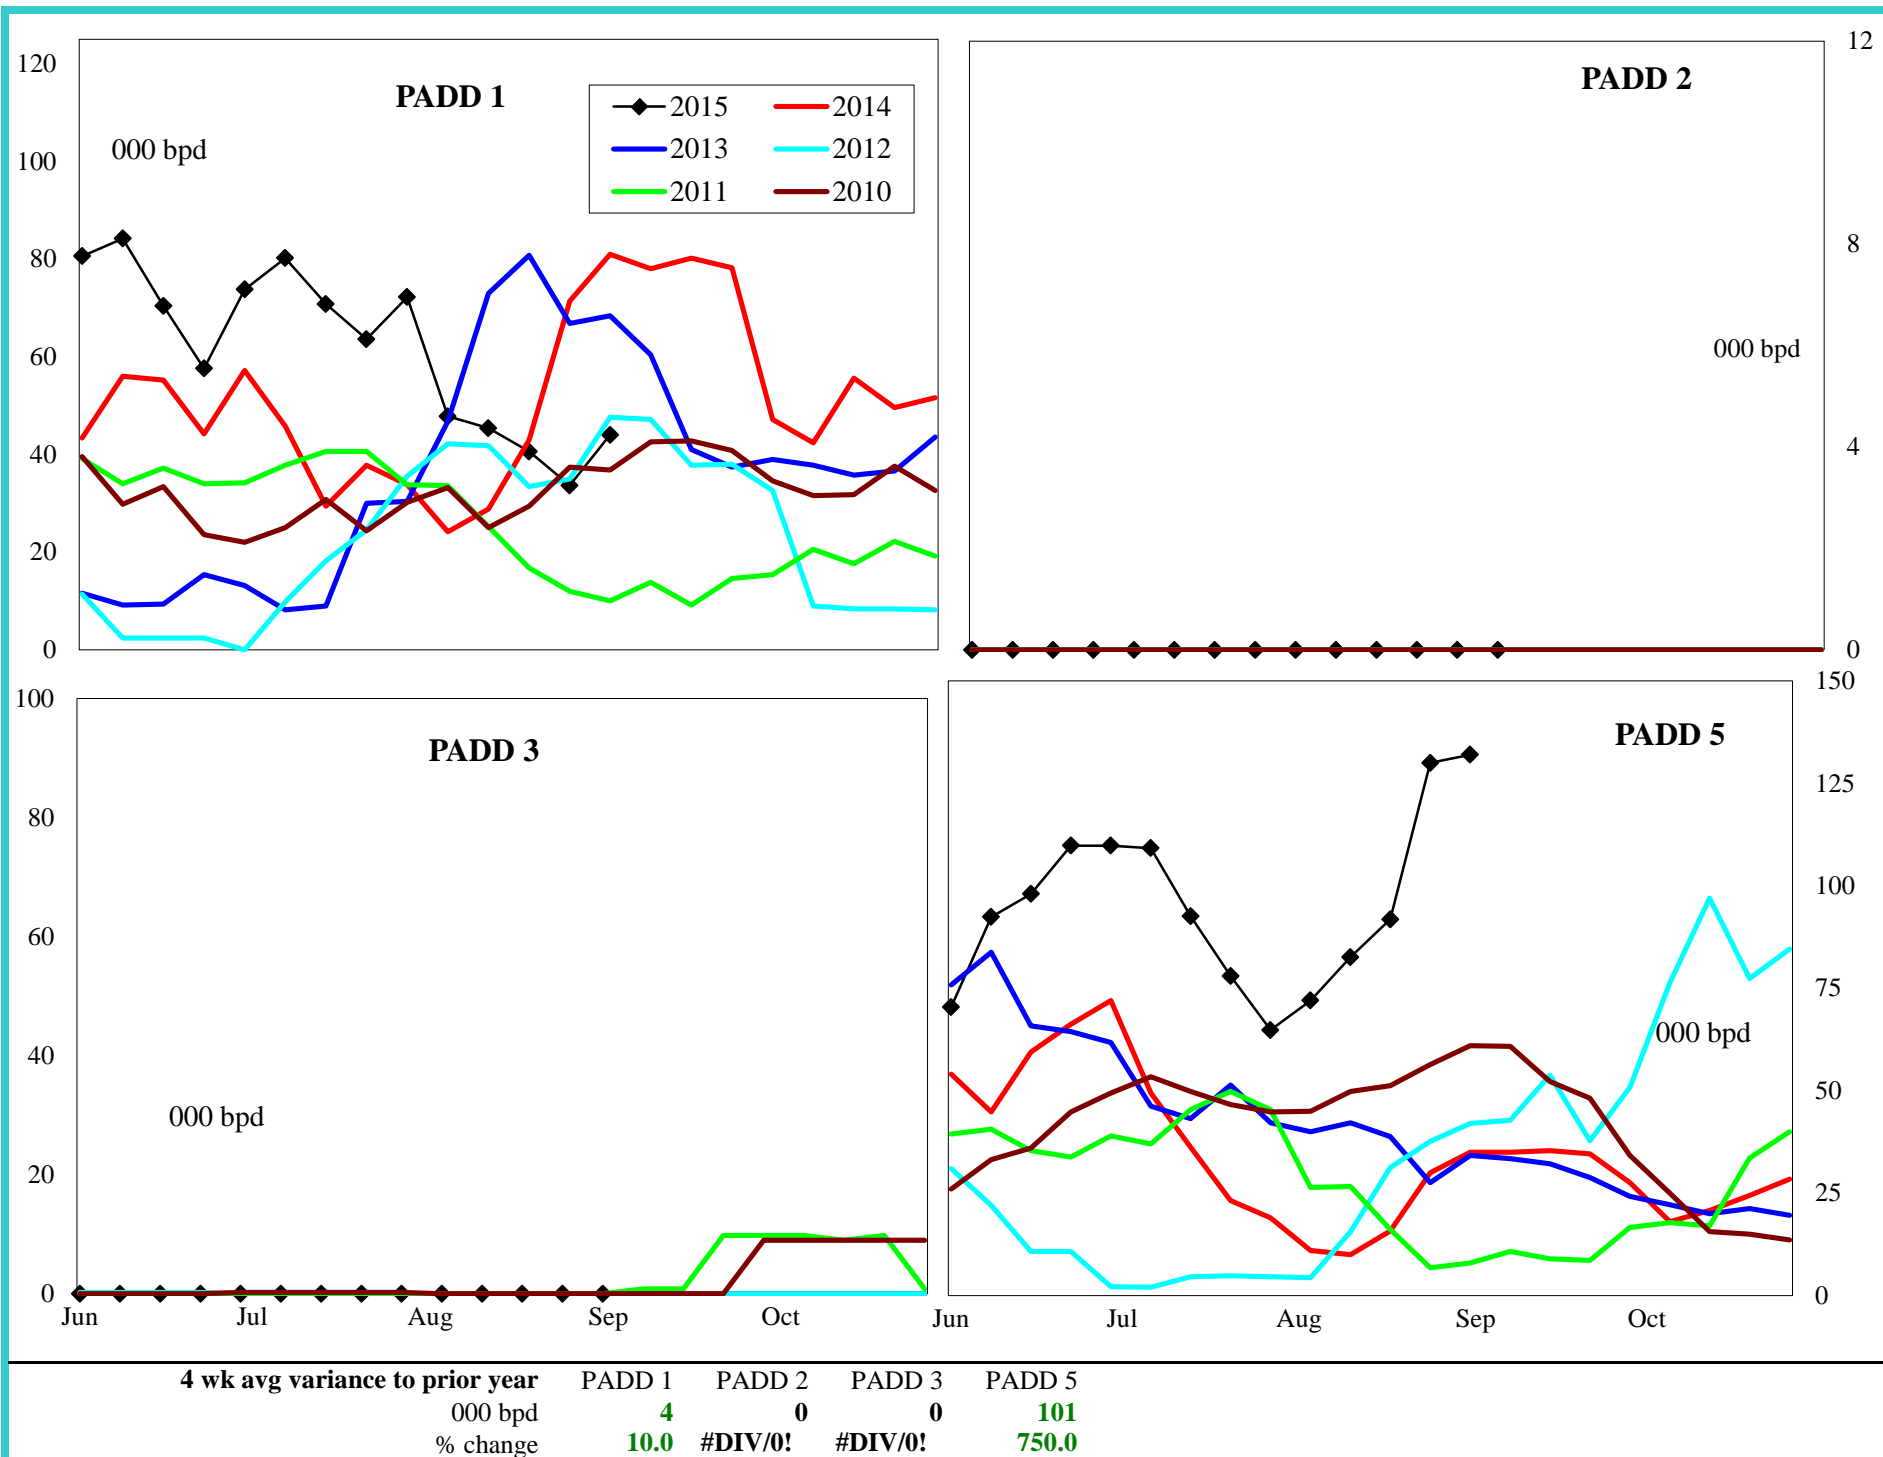 PADD 1
2015 2014
2013 2012
2011 2010
000 bpd
120
100
80
60
40
20
0
PADD 2
12
8
4
0
000 bpd
PADD 3
100
80
60
40
20
0
000 bpd
Jun Jul Aug Sep Oct
PADD 5
150
125
100
75
50
25
0
000 bpd
Jun Jul Aug Sep Oct
4 wk avg variance to prior year PADD 1 PADD 2 PADD 3 PADD 5
000 bpd 4 0 0 101
% change 10.0 #DIV/0! #DIV/0! 750.0